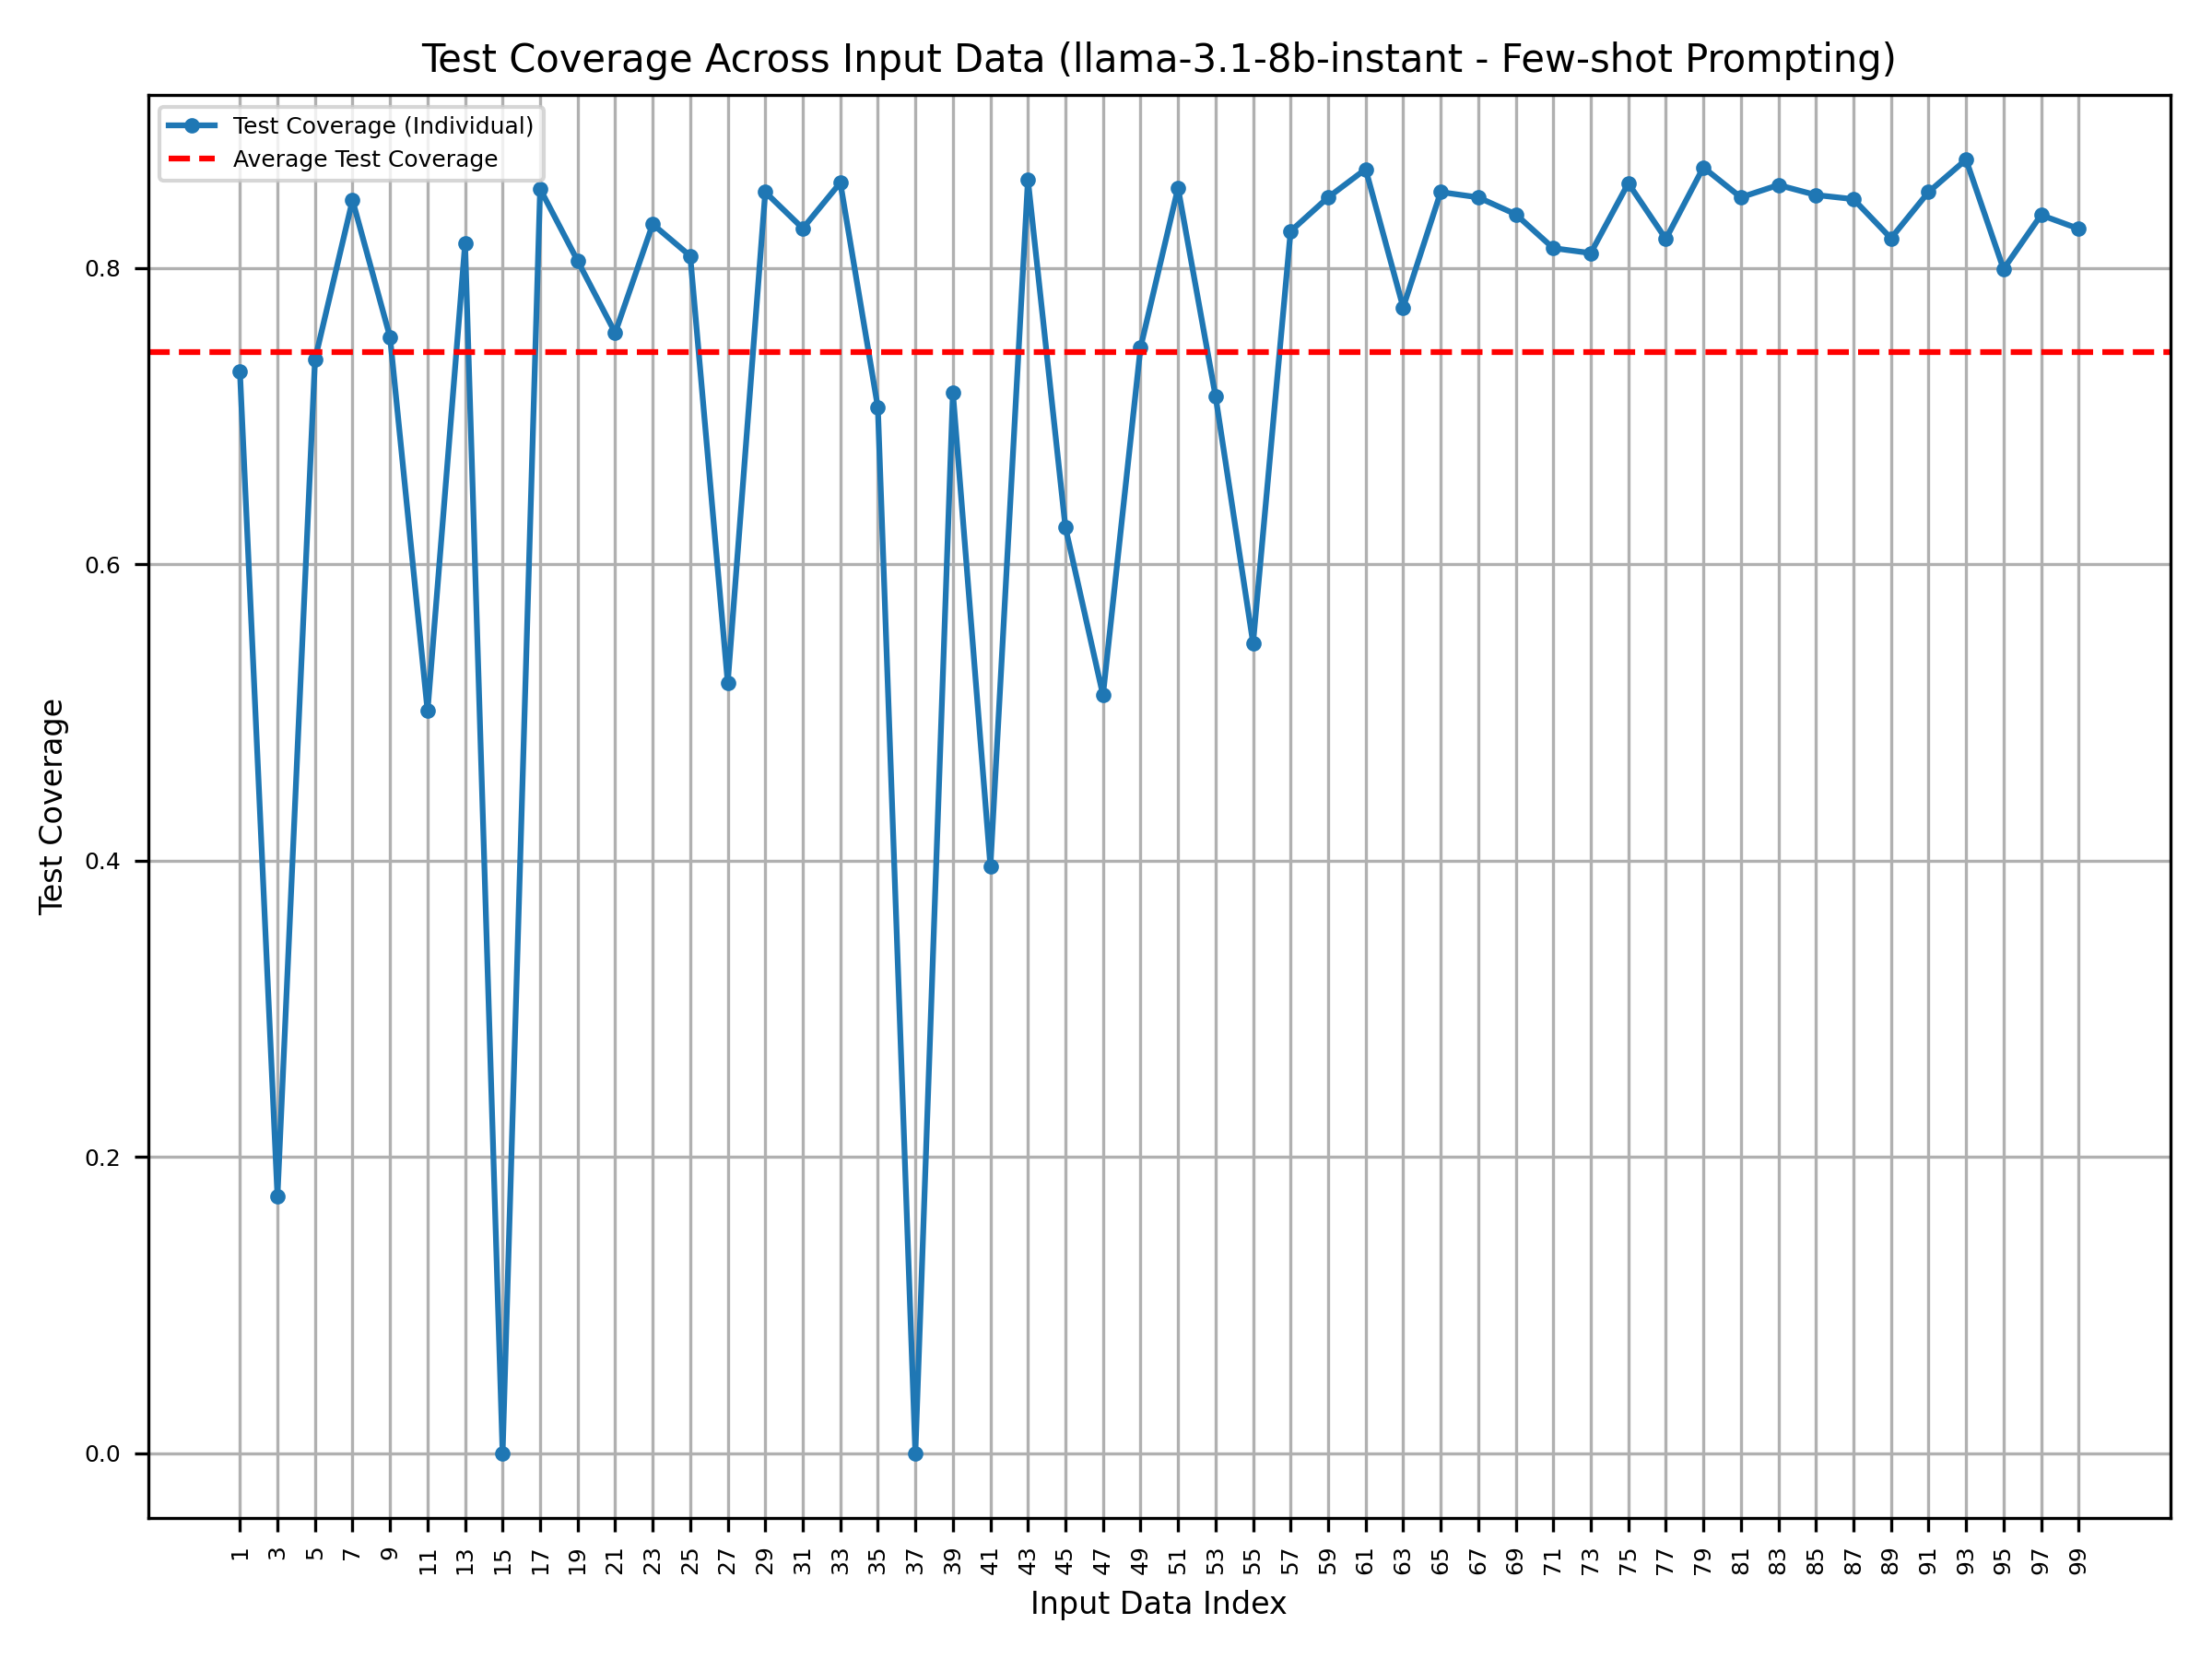 Test Coverage Across Input Data (llama-3.1-8b-instant - Few-shot Prompting)
Test Coverage (Individual)
Average Test Coverage
Test Coverage
0.8
0.6
0.4
0.2
0.0
1 3 5 7 9 11 13 15 17 19 21 23 25 27 29 31 33 35 37 39 41 43 45 47 49 51 53 55 57 59 61 63 65 67 69 71 73 75 77 79 81 83 85 87 89 91 93 95 97 99
Input Data Index